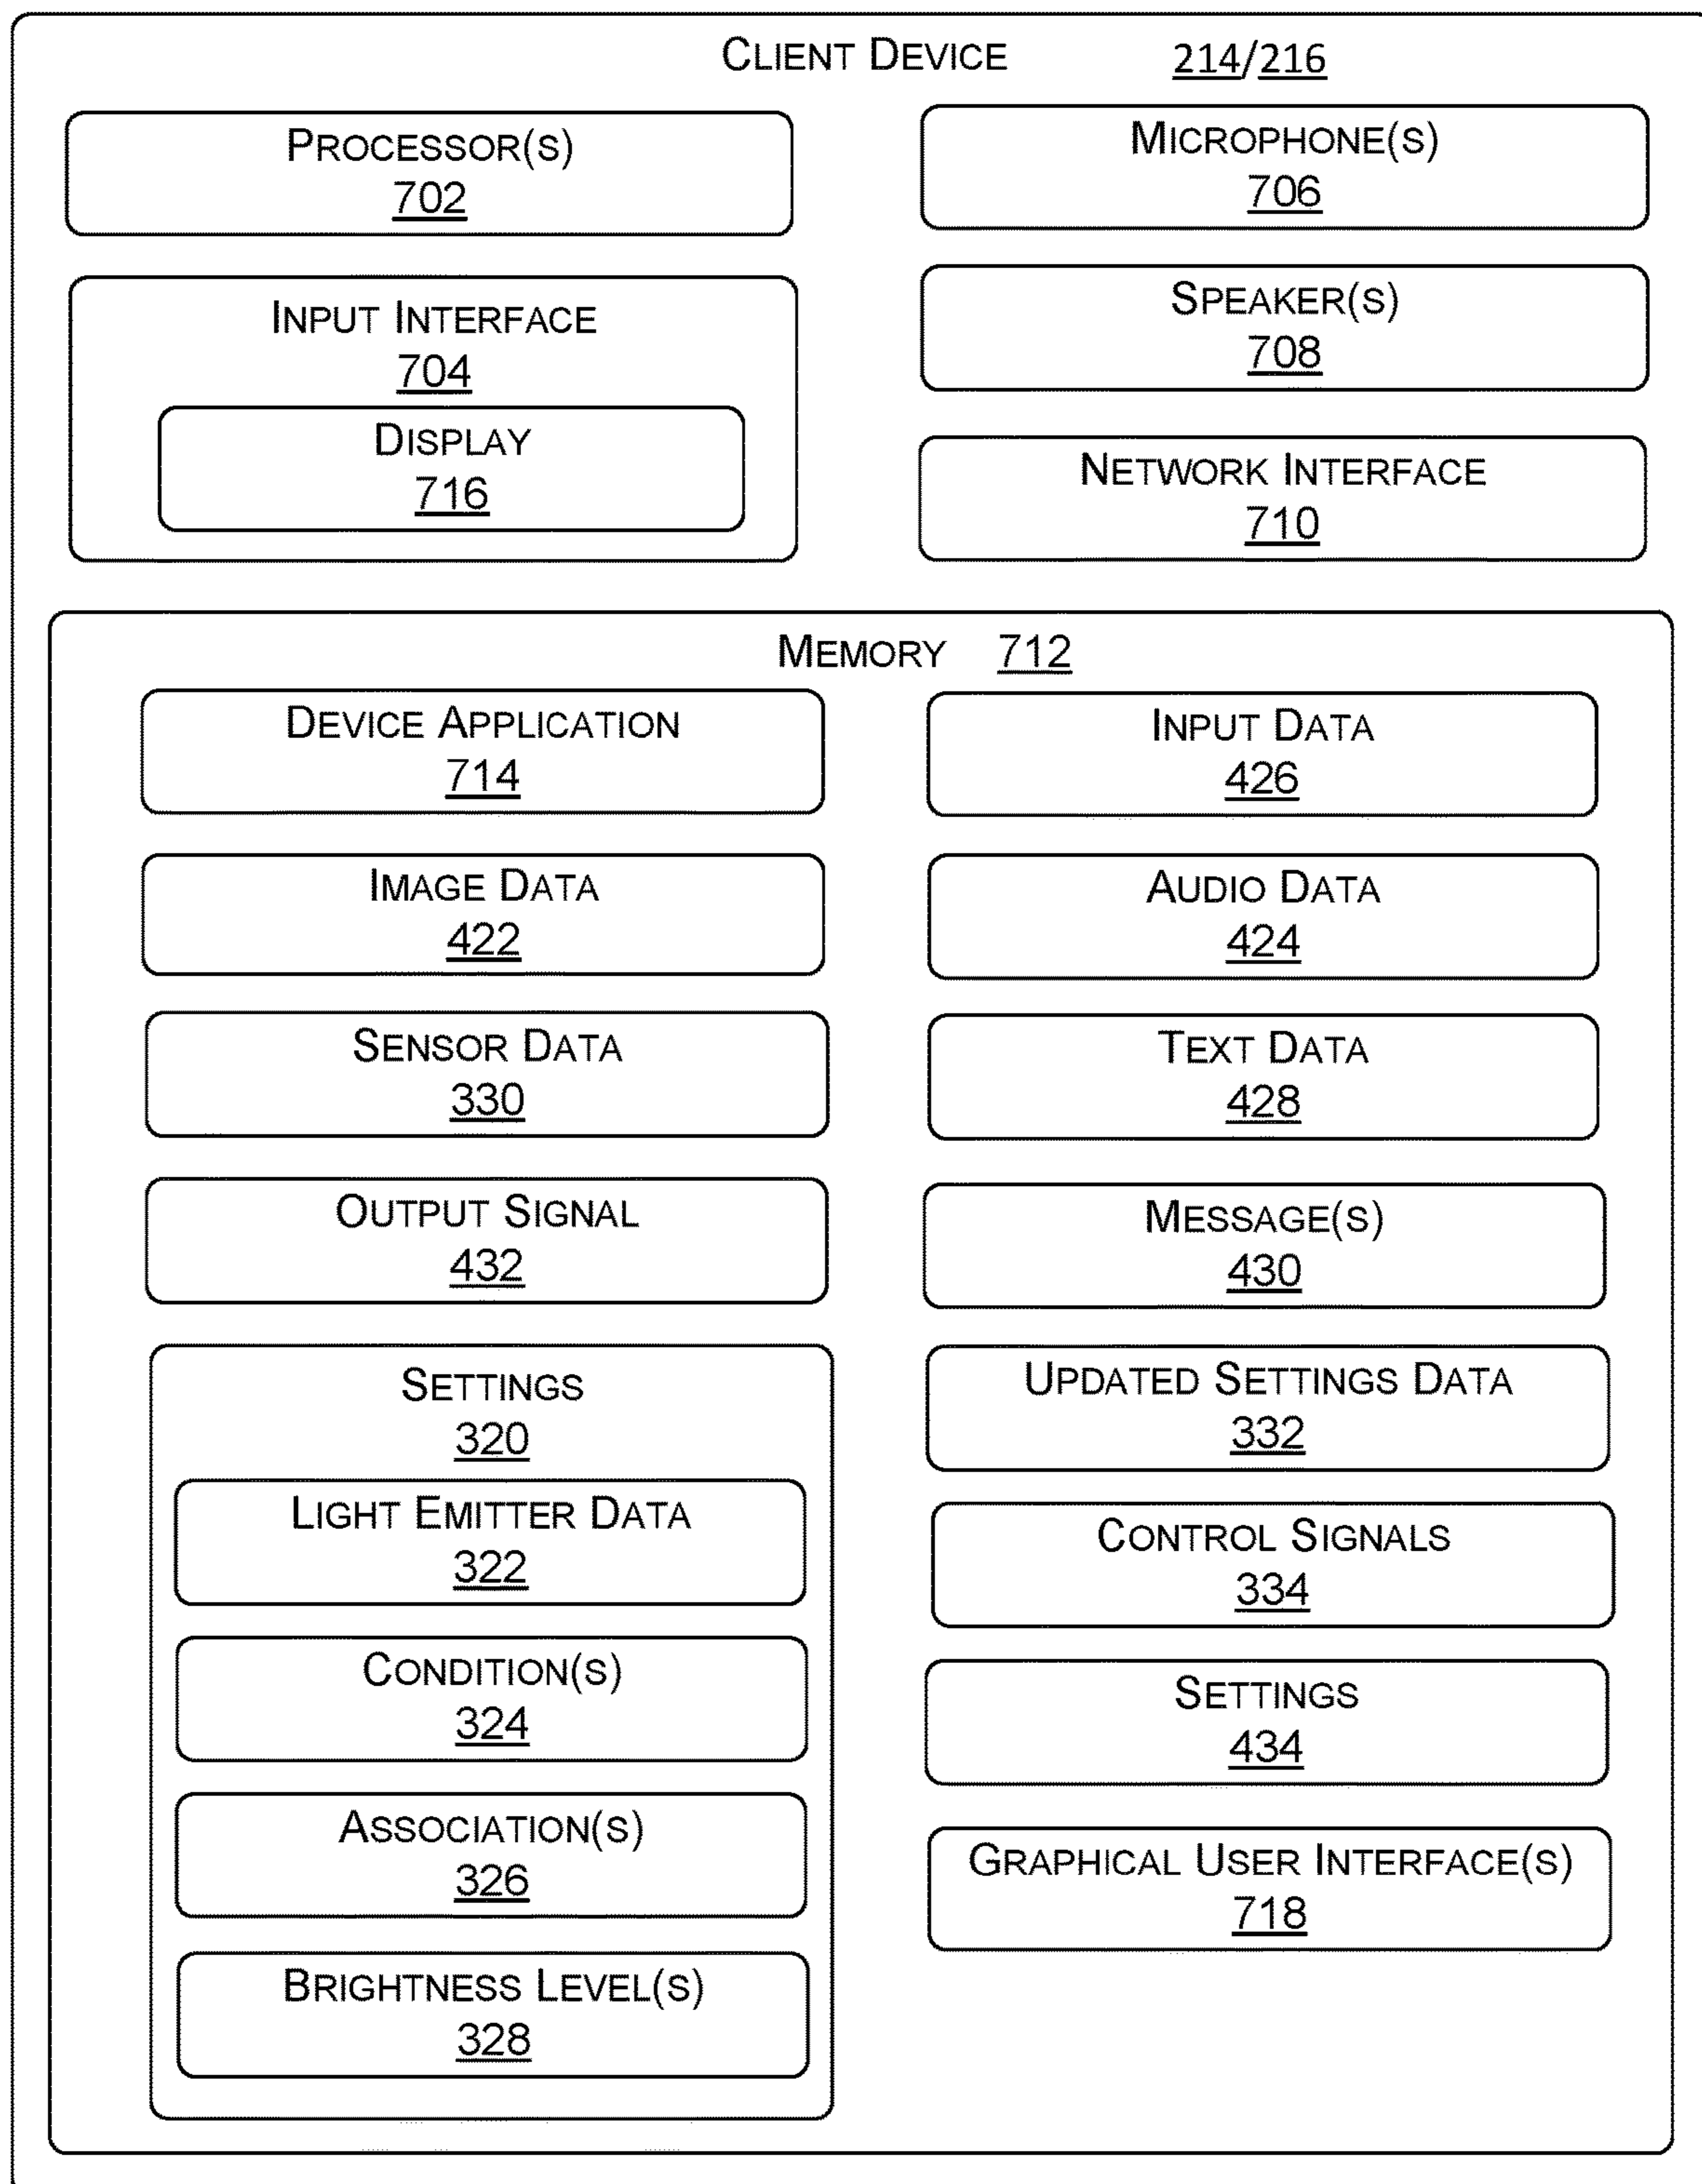 CLIENT DEVICE 214/216
PROCESSOR(S)
702
MICROPHONE(S)
706
INPUT INTERFACE
704
DISPLAY
716
SPEAKER(S)
708
NETWORK INTERFACE
710
MEMORY 712
DEVICE APPLICATION
714
INPUT DATA
426
IMAGE DATA
422
AUDIO DATA
424
SENSOR DATA
330
TEXT DATA
428
OUTPUT SIGNAL
432
MESSAGE(S)
430
SETTINGS
320
LIGHT EMITTER DATA
322
CONDITION(S)
324
ASSOCIATION(S)
326
BRIGHTNESS LEVEL(S)
328
UPDATED SETTINGS DATA
332
CONTROL SIGNALS
334
SETTINGS
434
GRAPHICAL USER INTERFACE(S)
718